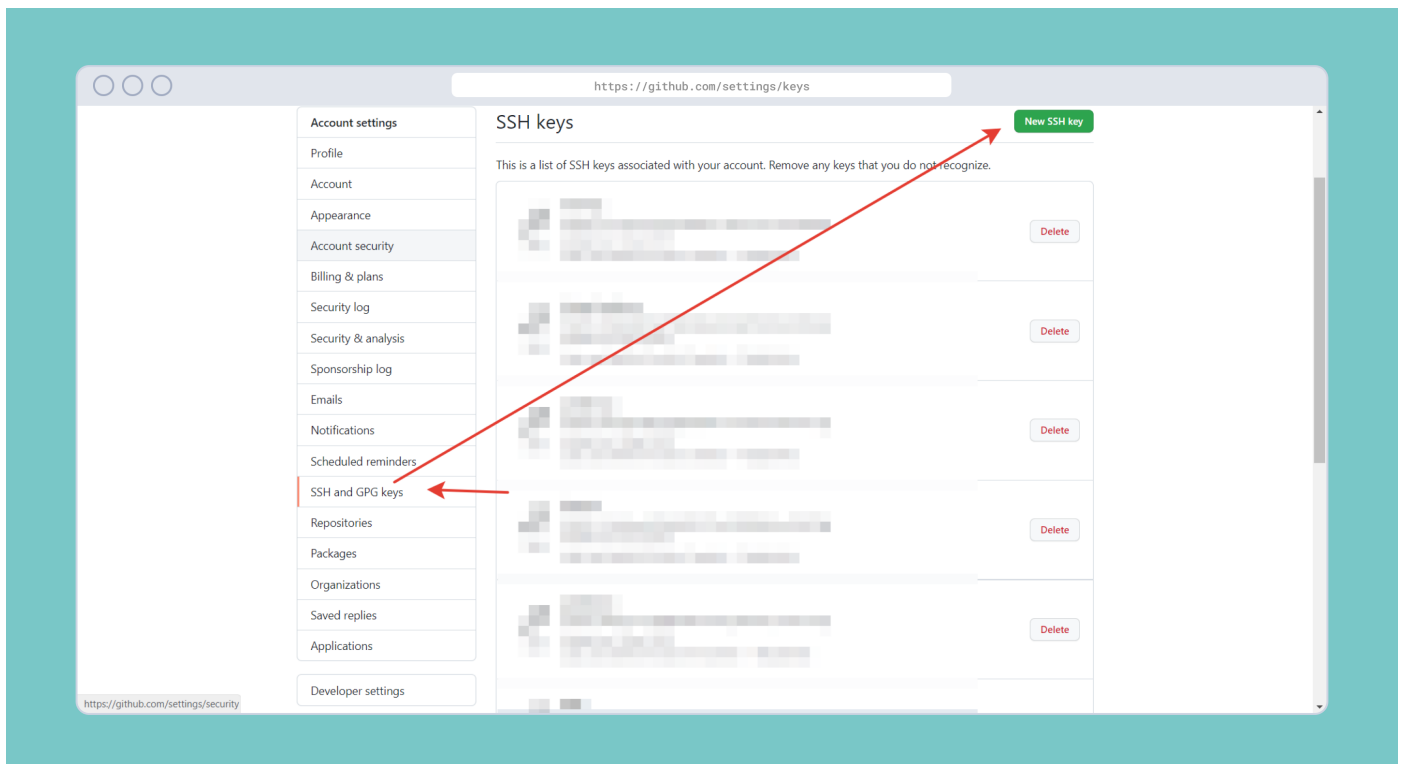 https://github.com/settings/keys
Account settings
Profile
Account
Appearance
Account security
Billing & plans
Security log
Security & analysis
Sponsorship log
Emails
Notifications
Scheduled reminders
SSH and GPG keys
Repositories
Packages
Organizations
Saved replies
Applications
Developer settings
SSH keys
New SSH key
This is a list of SSH keys associated with your account. Remove any keys that you do not recognize.
Delete
Delete
Delete
Delete
Delete
https://github.com/settings/security